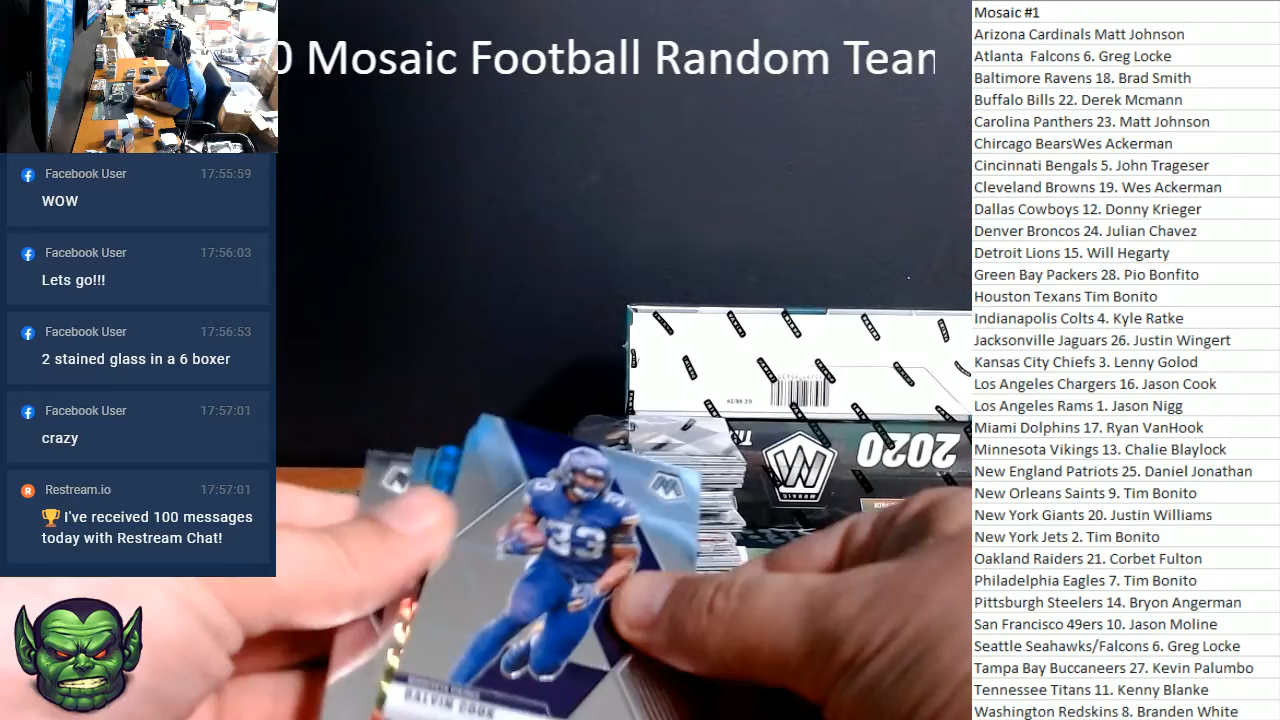 0 Mosaic Football Random Team
Facebook User 17:55:59
WOW
Facebook User 17:56:03
Lets go!!!
Facebook User 17:56:53
2 stained glass in a 6 boxer
Facebook User 17:57:01
crazy
Restream.io 17:57:01
🏆 I've received 100 messages
today with Restream Chat!
2020
MOSAIC
33
DALVIN COOK
Mosaic #1
Arizona Cardinals Matt Johnson
Atlanta  Falcons 6. Greg Locke
Baltimore Ravens 18. Brad Smith
Buffalo Bills 22. Derek Mcmann
Carolina Panthers 23. Matt Johnson
Chircago BearsWes Ackerman
Cincinnati Bengals 5. John Trageser
Cleveland Browns 19. Wes Ackerman
Dallas Cowboys 12. Donny Krieger
Denver Broncos 24. Julian Chavez
Detroit Lions 15. Will Hegarty
Green Bay Packers 28. Pio Bonfito
Houston Texans Tim Bonito
Indianapolis Colts 4. Kyle Ratke
Jacksonville Jaguars 26. Justin Wingert
Kansas City Chiefs 3. Lenny Golod
Los Angeles Chargers 16. Jason Cook
Los Angeles Rams 1. Jason Nigg
Miami Dolphins 17. Ryan VanHook
Minnesota Vikings 13. Chalie Blaylock
New England Patriots 25. Daniel Jonathan
New Orleans Saints 9. Tim Bonito
New York Giants 20. Justin Williams
New York Jets 2. Tim Bonito
Oakland Raiders 21. Corbet Fulton
Philadelphia Eagles 7. Tim Bonito
Pittsburgh Steelers 14. Bryon Angerman
San Francisco 49ers 10. Jason Moline
Seattle Seahawks/Falcons 6. Greg Locke
Tampa Bay Buccaneers 27. Kevin Palumbo
Tennessee Titans 11. Kenny Blanke
Washington Redskins 8. Branden White